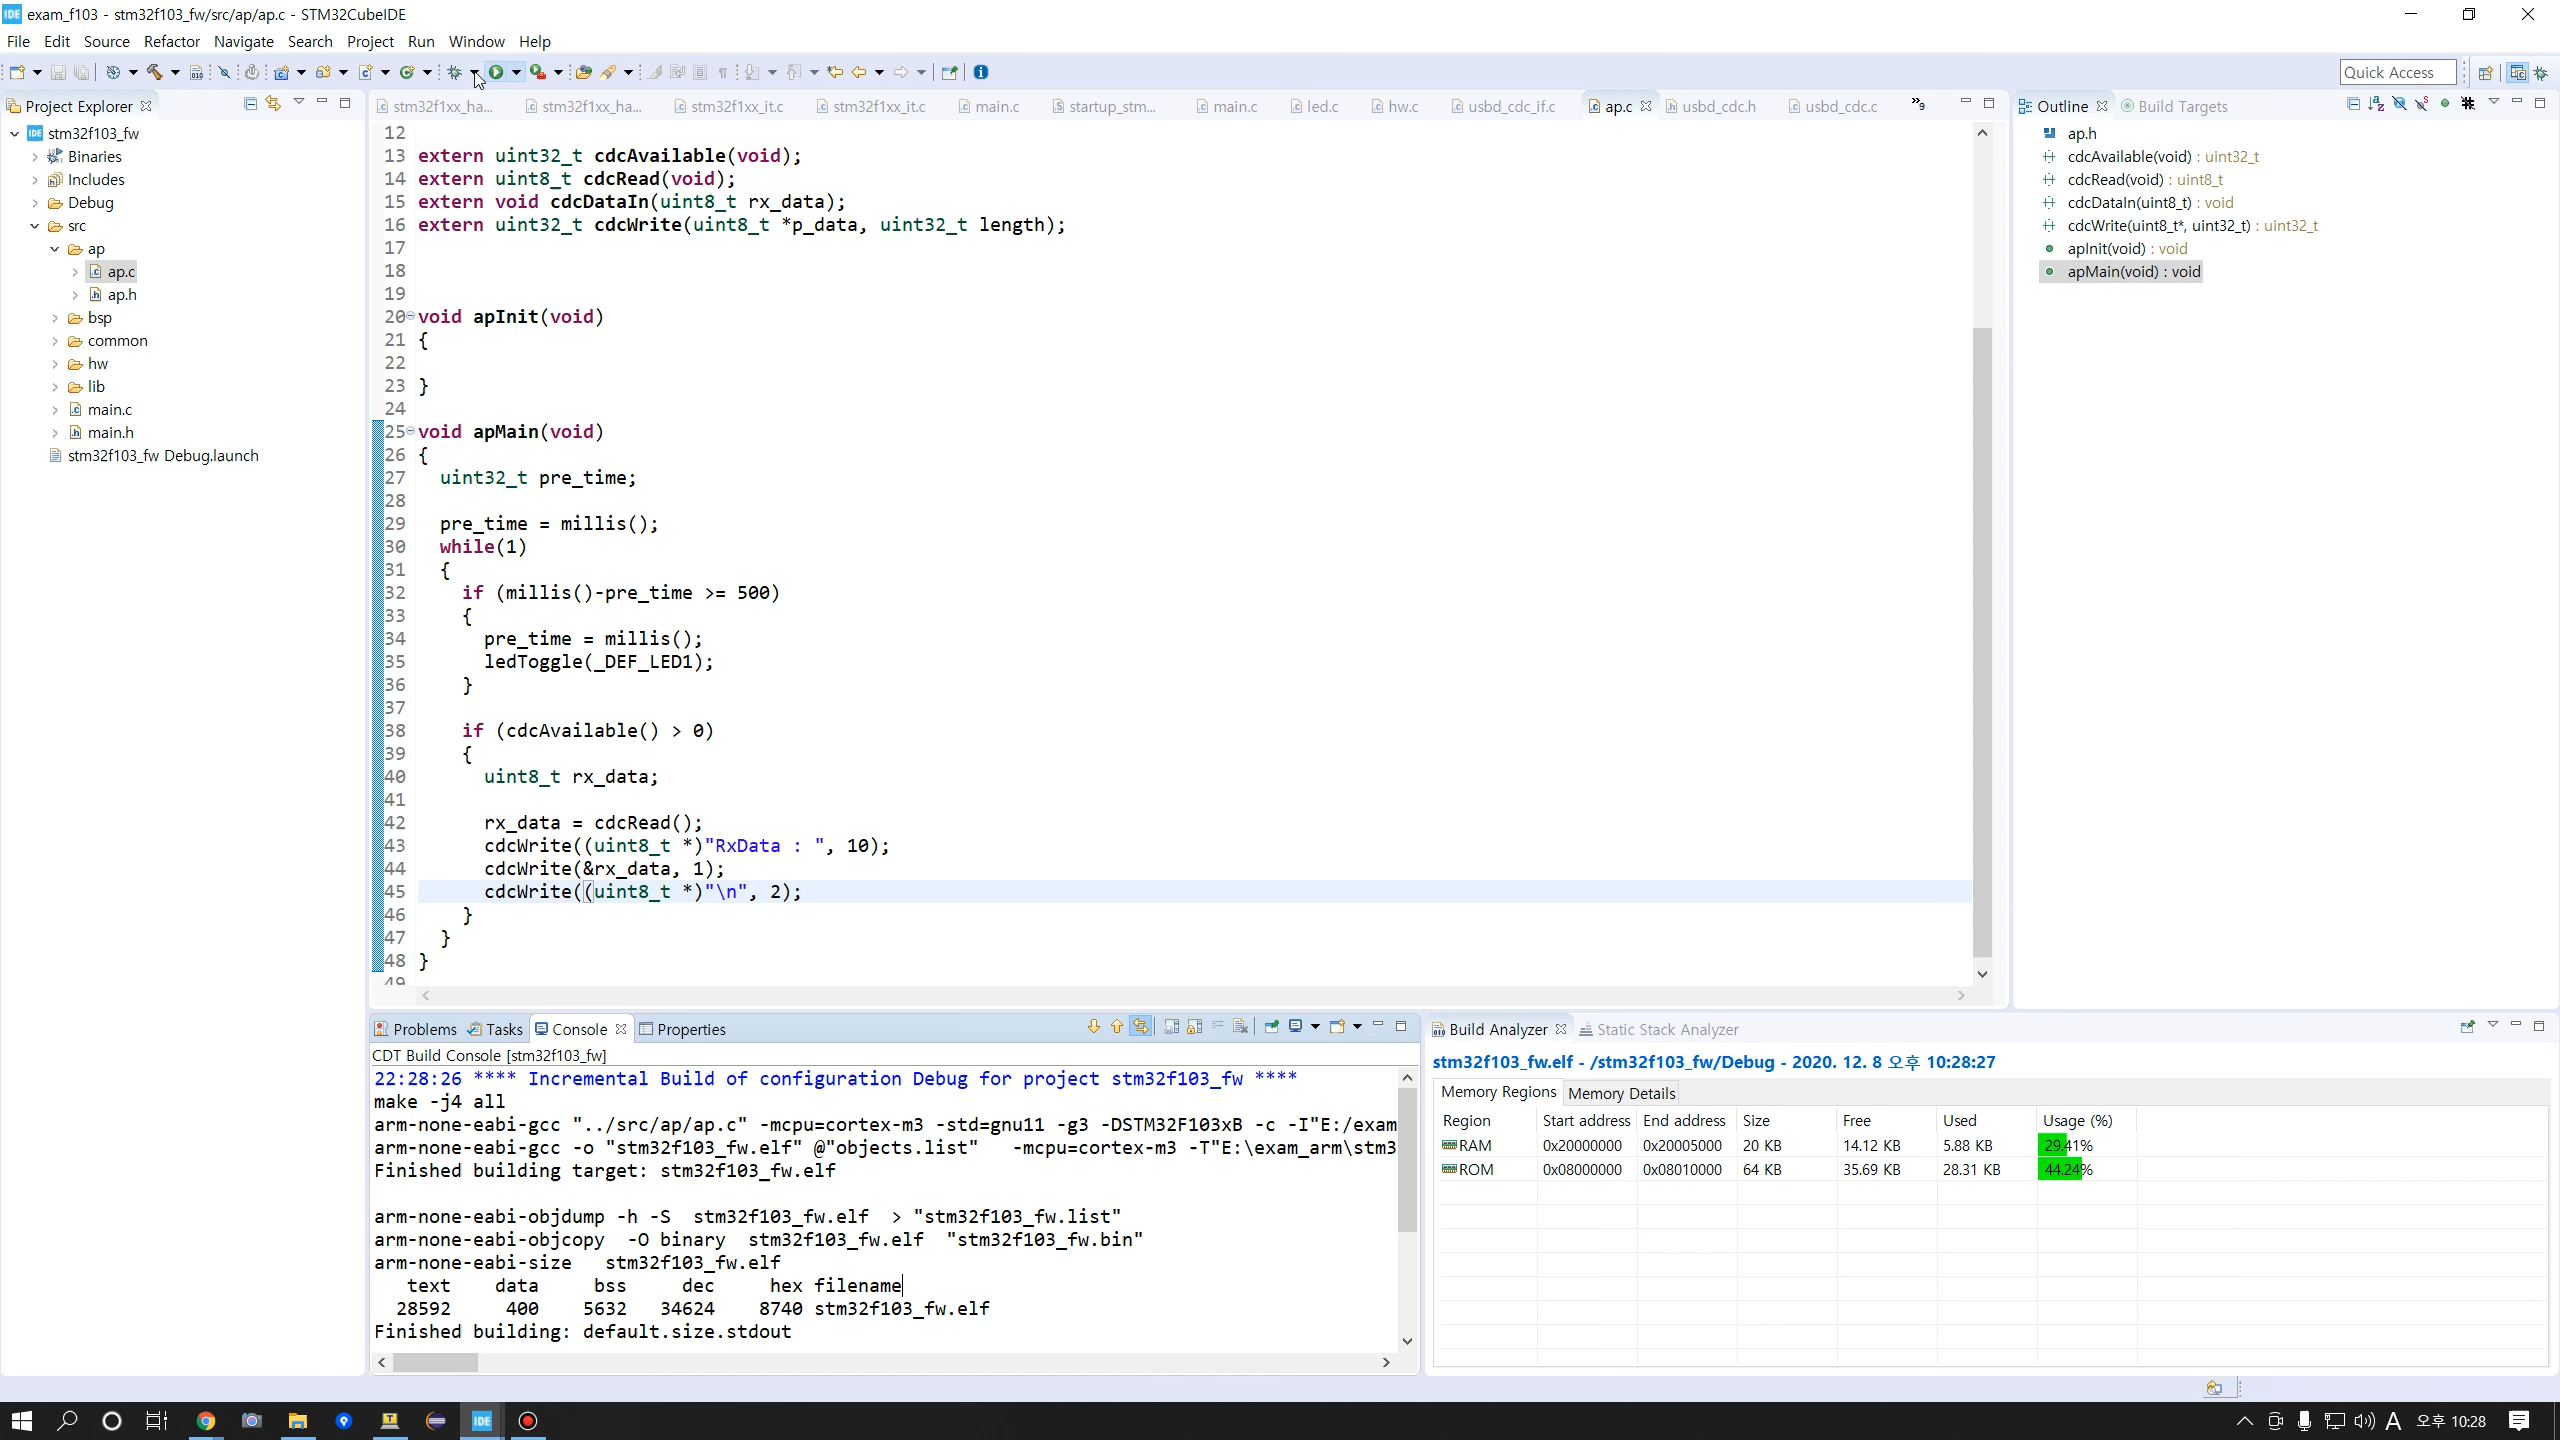 exam_f103 - stm32f103_fw/src/ap/ap.c - STM32CubeIDE
File Edit Source Refactor Navigate Search Project Run Window Help
Quick Access
Project Explorer
stm32f103_fw
Binaries
Includes
Debug
src
ap
ap.c
ap.h
bsp
common
hw
lib
main.c
main.h
stm32f103_fw Debug.launch
stm32f1xx_ha... stm32f1xx_ha... stm32f1xx_it.c stm32f1xx_it.c main.c startup_stm... main.c led.c hw.c usbd_cdc_if.c ap.c usbd_cdc.h usbd_cdc.c »9
12
13 extern uint32_t cdcAvailable(void);
14 extern uint8_t cdcRead(void);
15 extern void cdcDataIn(uint8_t rx_data);
16 extern uint32_t cdcWrite(uint8_t *p_data, uint32_t length);
17
18
19
20 void apInit(void)
21 {
22
23 }
24
25 void apMain(void)
26 {
27 uint32_t pre_time;
28
29 pre_time = millis();
30 while(1)
31 {
32 if (millis()-pre_time >= 500)
33 {
34 pre_time = millis();
35 ledToggle(_DEF_LED1);
36 }
37
38 if (cdcAvailable() > 0)
39 {
40 uint8_t rx_data;
41
42 rx_data = cdcRead();
43 cdcWrite((uint8_t *)"RxData : ", 10);
44 cdcWrite(&rx_data, 1);
45 cdcWrite((uint8_t *)"\n", 2);
46 }
47 }
48 }
49
Outline Build Targets
ap.h
cdcAvailable(void) : uint32_t
cdcRead(void) : uint8_t
cdcDataIn(uint8_t) : void
cdcWrite(uint8_t*, uint32_t) : uint32_t
apInit(void) : void
apMain(void) : void
Problems Tasks Console Properties
CDT Build Console [stm32f103_fw]
22:28:26 **** Incremental Build of configuration Debug for project stm32f103_fw ****
make -j4 all
arm-none-eabi-gcc "../src/ap/ap.c" -mcpu=cortex-m3 -std=gnu11 -g3 -DSTM32F103xB -c -I"E:/exam
arm-none-eabi-gcc -o "stm32f103_fw.elf" @"objects.list" -mcpu=cortex-m3 -T"E:\exam_arm\stm3
Finished building target: stm32f103_fw.elf
arm-none-eabi-objdump -h -S stm32f103_fw.elf > "stm32f103_fw.list"
arm-none-eabi-objcopy -O binary stm32f103_fw.elf "stm32f103_fw.bin"
arm-none-eabi-size stm32f103_fw.elf
text data bss dec hex filename
28592 400 5632 34624 8740 stm32f103_fw.elf
Finished building: default.size.stdout
Build Analyzer Static Stack Analyzer
stm32f103_fw.elf - /stm32f103_fw/Debug - 2020. 12. 8 오후 10:28:27
Memory Regions Memory Details
Region Start address End address Size Free Used Usage (%)
RAM 0x20000000 0x20005000 20 KB 14.12 KB 5.88 KB 29.41%
ROM 0x08000000 0x08010000 64 KB 35.69 KB 28.31 KB 44.24%
IDE
A 오후 10:28